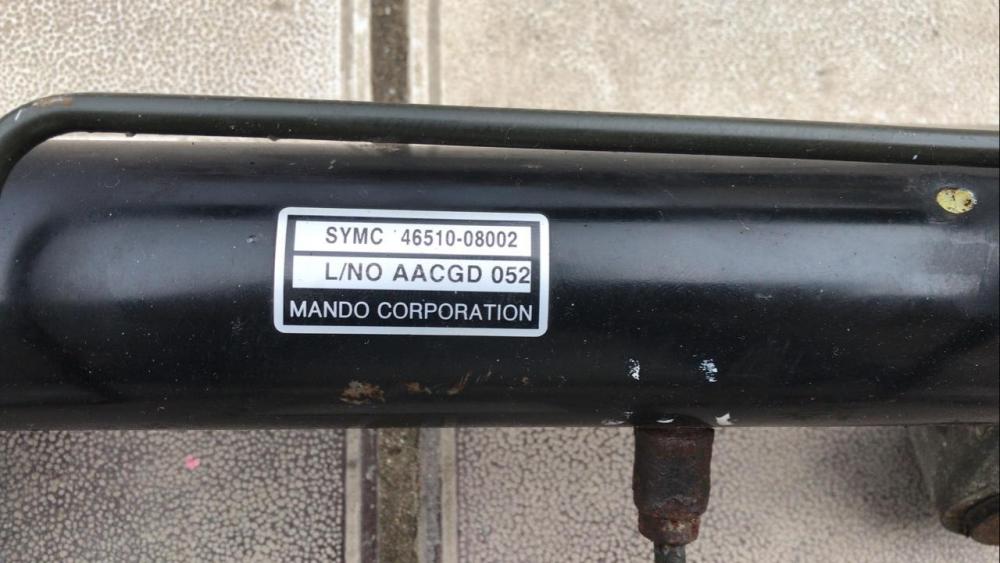 SYMC 46510-08002
L/NO AACGD 052
MANDO CORPORATION